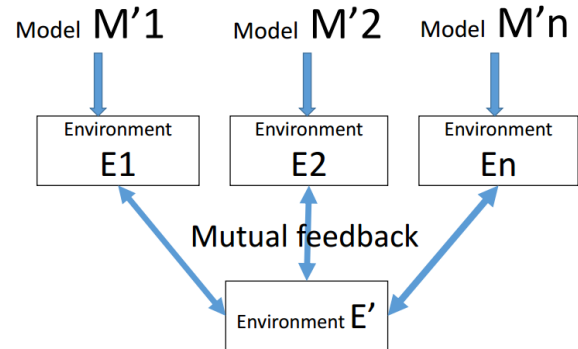 Model M'1
Model M'2
Model M'n
Environment
E1
Environment
E2
Environment
En
Mutual feedback
Environment E'